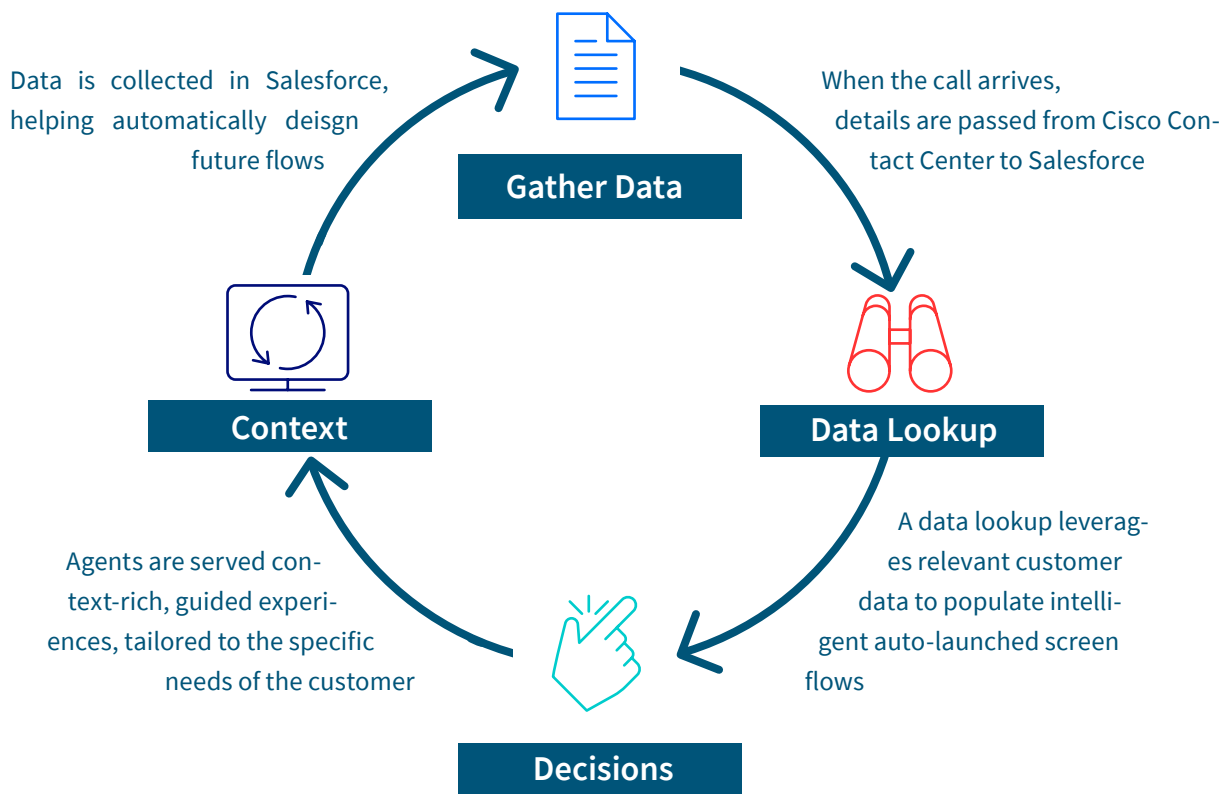 Data is collected in Salesforce,
helping automatically deisgn
future flows
Gather Data
When the call arrives,
details are passed from Cisco Con-
tact Center to Salesforce
Context
Data Lookup
Agents are served con-
text-rich, guided experi-
ences, tailored to the specific
needs of the customer
A data lookup leverag-
es relevant customer
data to populate intelli-
gent auto-launched screen
flows
Decisions